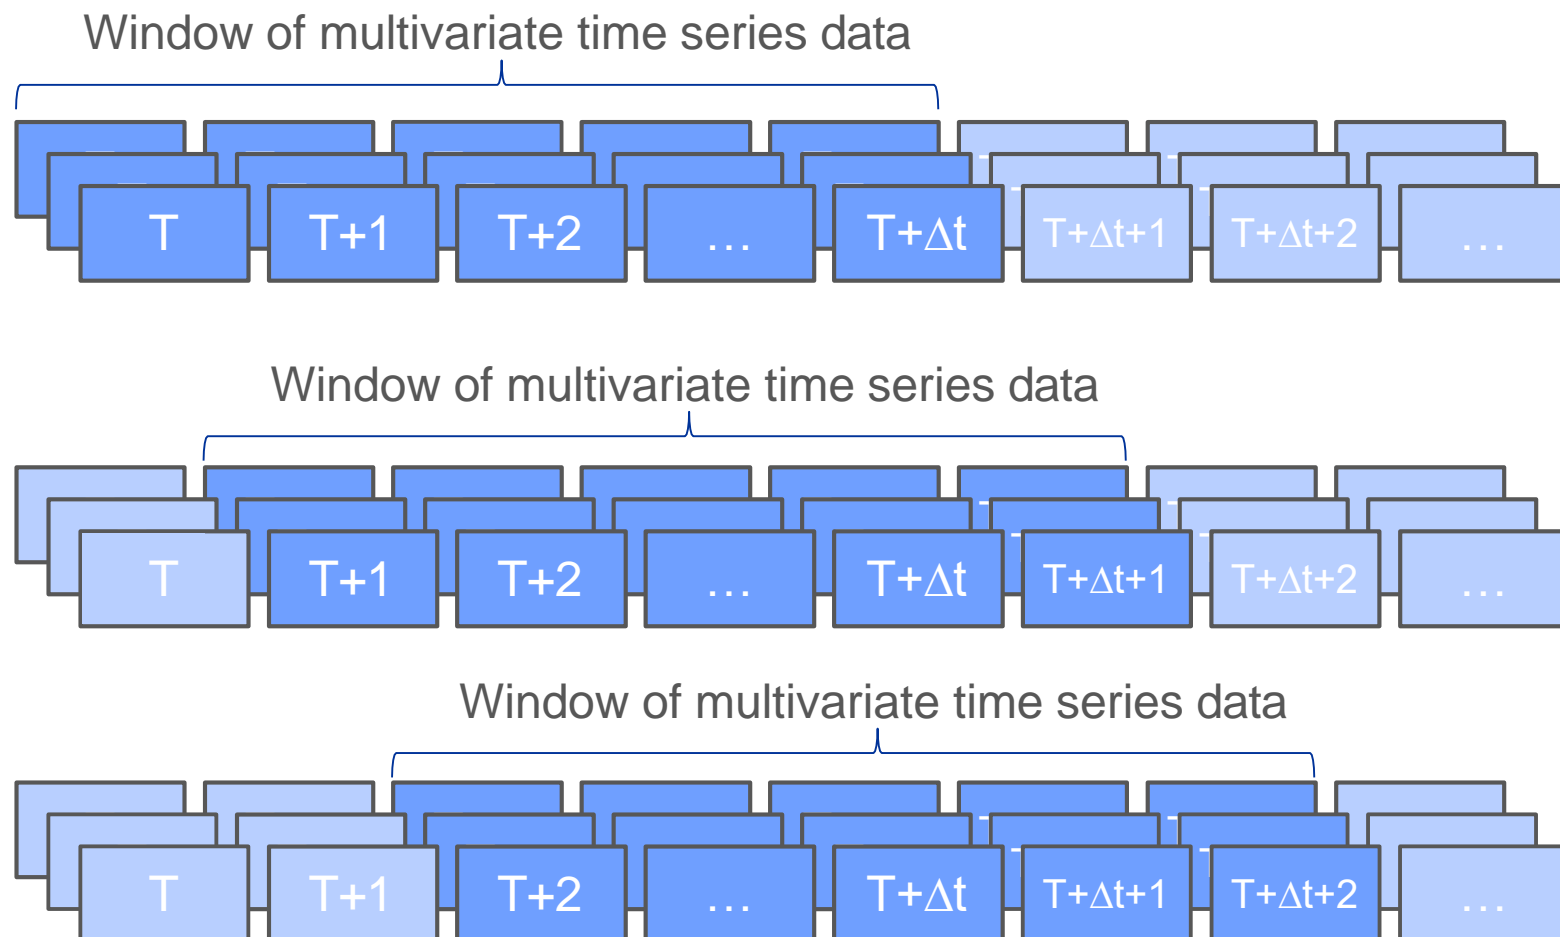 Window of multivariate time series data
T T+1 T+2 ... T+Δt T+Δt+1 T+Δt+2 ...
Window of multivariate time series data
T T+1 T+2 ... T+Δt T+Δt+1 T+Δt+2 ...
Window of multivariate time series data
T T+1 T+2 ... T+Δt T+Δt+1 T+Δt+2 ...